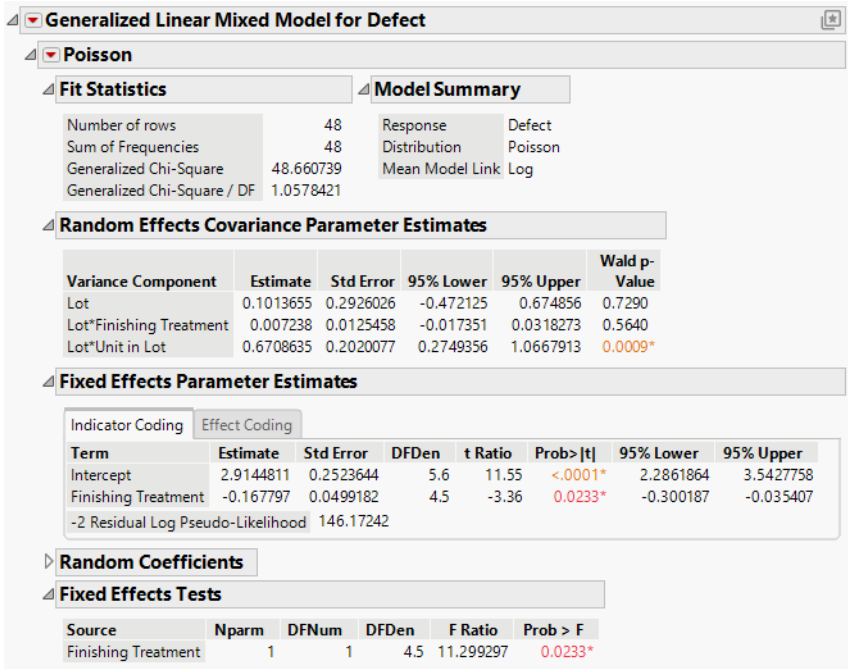 Generalized Linear Mixed Model for Defect
Poisson
Fit Statistics
Number of rows 48
Sum of Frequencies 48
Generalized Chi-Square 48.660739
Generalized Chi-Square / DF 1.0578421
Model Summary
Response Defect
Distribution Poisson
Mean Model Link Log
Random Effects Covariance Parameter Estimates
Wald p-
Variance Component Estimate Std Error 95% Lower 95% Upper Value
Lot 0.1013655 0.2926026 -0.472125 0.674856 0.7290
Lot*Finishing Treatment 0.007238 0.0125458 -0.017351 0.0318273 0.5640
Lot*Unit in Lot 0.6708635 0.2020077 0.2749356 1.0667913 0.0009*
Fixed Effects Parameter Estimates
Indicator Coding Effect Coding
Term Estimate Std Error DFDen t Ratio Prob>|t| 95% Lower 95% Upper
Intercept 2.9144811 0.2523644 5.6 11.55 <.0001* 2.2861864 3.5427758
Finishing Treatment -0.167797 0.0499182 4.5 -3.36 0.0233* -0.300187 -0.035407
-2 Residual Log Pseudo-Likelihood 146.17242
Random Coefficients
Fixed Effects Tests
Source Nparm DFNum DFDen F Ratio Prob > F
Finishing Treatment 1 1 4.5 11.299297 0.0233*